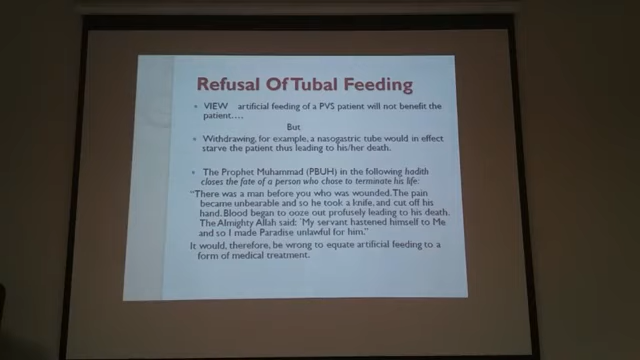 Refusal Of Tubal Feeding
• VIEW artificial feeding of a PVS patient will not benefit the
patient....
But
• Withdrawing, for example, a nasogastric tube would in effect
starve the patient thus leading to his/her death.
• The Prophet Muhammad (PBUH) in the following hadith
closes the fate of a person who chose to terminate his life:
"There was a man before you who was wounded. The pain
became unbearable and so he took a knife, and cut off his
hand. Blood began to ooze out profusely leading to his death.
The Almighty Allah said: 'My servant hastened himself to Me
and so I made Paradise unlawful for him."
It would, therefore, be wrong to equate artificial feeding to a
form of medical treatment.